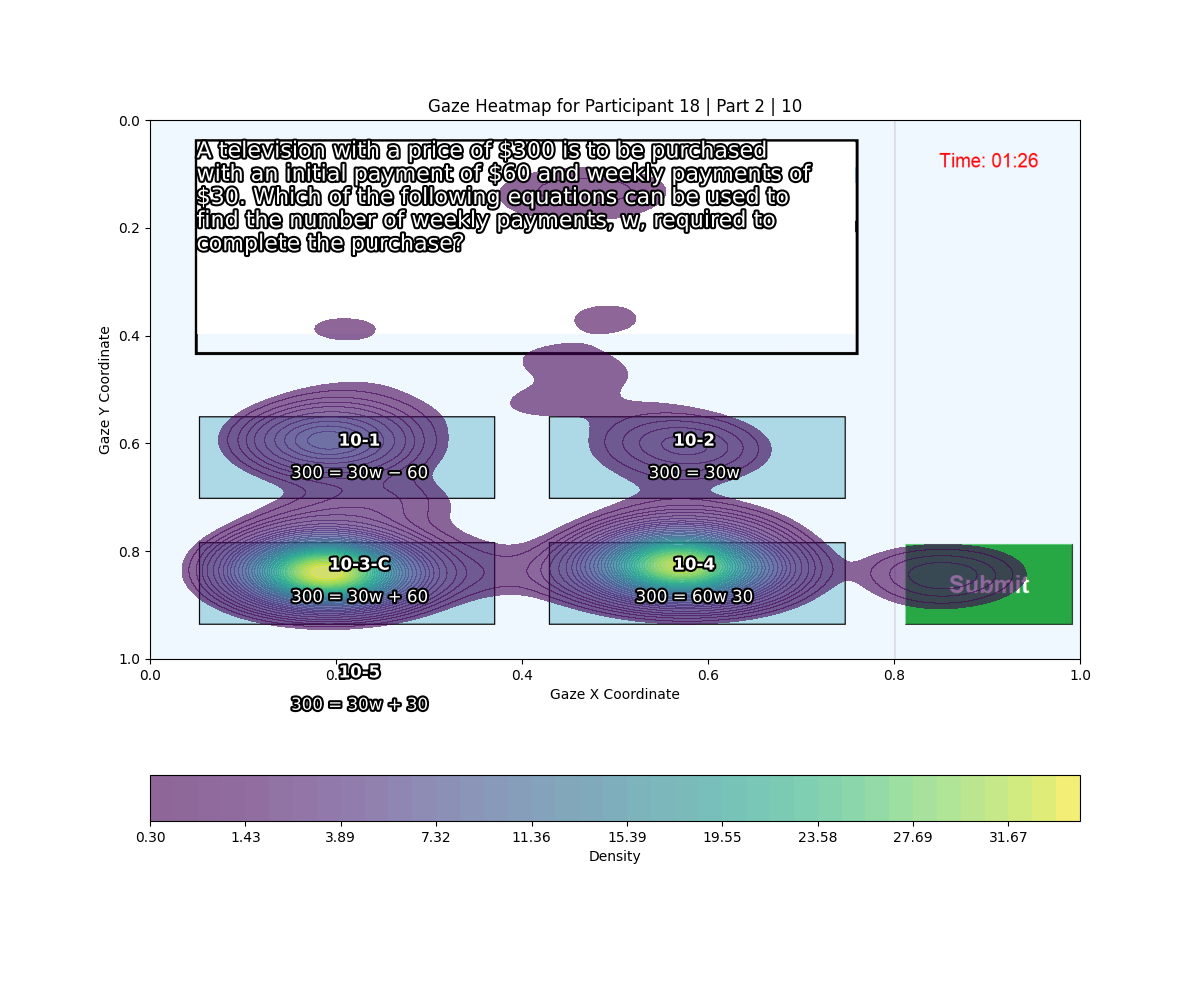 Gaze Heatmap for Participant 18 | Part 2 | 10
A television with a price of $300 is to be purchased
with an initial payment of $60 and weekly payments of
$30. Which of the following equations can be used to
find the number of weekly payments, w, required to
complete the purchase?
Time: 01:26
10-1
300 = 30w − 60
10-2
300 = 30w
10-3-C
300 = 30w + 60
10-4
300 = 60w 30
Submit
10-5
300 = 30w + 30
Gaze Y Coordinate
0.0
0.2
0.4
0.6
0.8
1.0
0.0 0.2 0.4 0.6 0.8 1.0
Gaze X Coordinate
0.30 1.43 3.89 7.32 11.36 15.39 19.55 23.58 27.69 31.67
Density